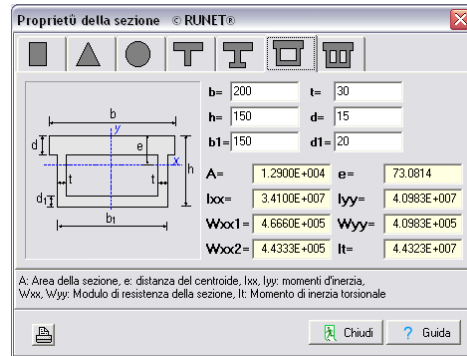 Proprietŭ della sezione © RUNET®
b= 200 t= 30
h= 150 d= 15
b1= 150 d1= 20
b
y
d
e
x
h
t
t
d1
b1
A= 1.2900E+004 e= 73.0814
Ixx= 3.4100E+007 Iyy= 4.0983E+007
Wxx1= 4.6660E+005 Wyy= 4.0983E+005
Wxx2= 4.4333E+005 It= 4.4323E+007
A: Area della sezione, e: distanza del centroide, Ixx, Iyy: momenti d'inerzia,
Wxx, Wyy: Modulo di resistenza della sezione, It: Momento di inerzia torsionale
Chiudi ? Guida